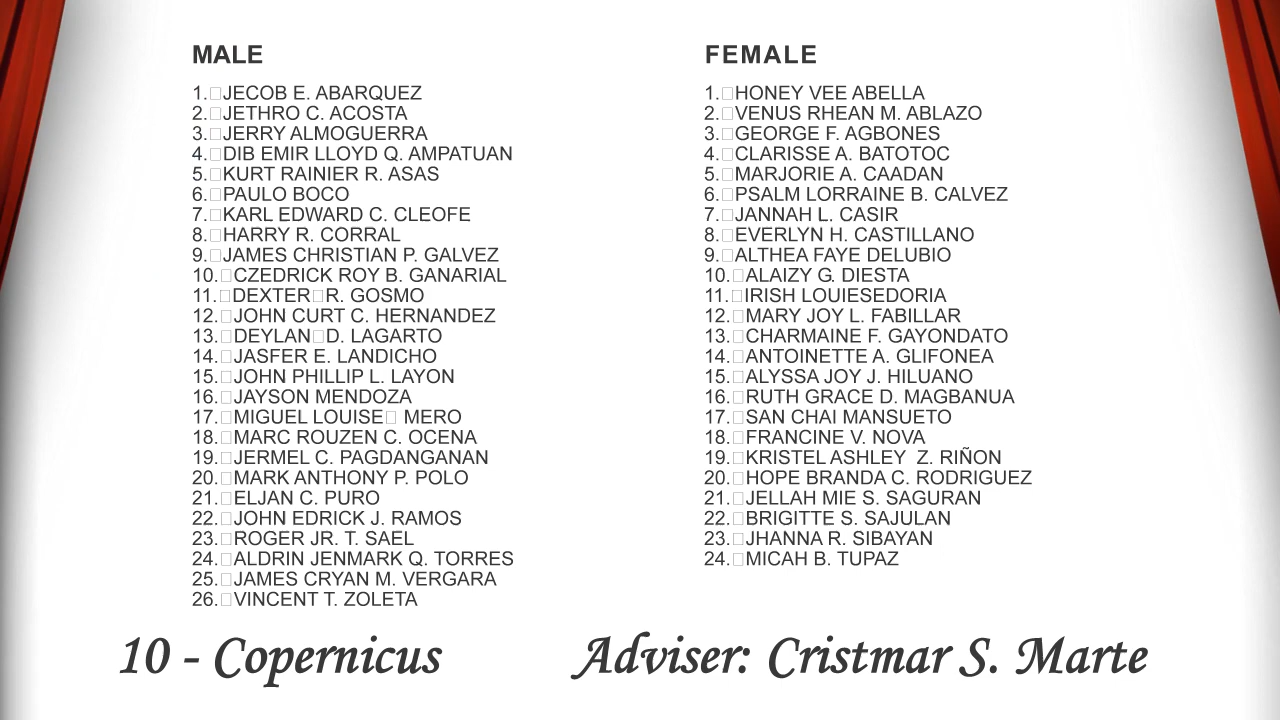 MALE
1. JECOB E. ABARQUEZ
2. JETHRO C. ACOSTA
3. JERRY ALMOGUERRA
4. DIB EMIR LLOYD Q. AMPATUAN
5. KURT RAINIER R. ASAS
6. PAULO BOCO
7. KARL EDWARD C. CLEOFE
8. HARRY R. CORRAL
9. JAMES CHRISTIAN P. GALVEZ
10. CZEDRICK ROY B. GANARIAL
11. DEXTER R. GOSMO
12. JOHN CURT C. HERNANDEZ
13. DEYLAN D. LAGARTO
14. JASFER E. LANDICHO
15. JOHN PHILLIP L. LAYON
16. JAYSON MENDOZA
17. MIGUEL LOUISE MERO
18. MARC ROUZEN C. OCENA
19. JERMEL C. PAGDANGANAN
20. MARK ANTHONY P. POLO
21. ELJAN C. PURO
22. JOHN EDRICK J. RAMOS
23. ROGER JR. T. SAEL
24. ALDRIN JENMARK Q. TORRES
25. JAMES CRYAN M. VERGARA
26. VINCENT T. ZOLETA
FEMALE
1. HONEY VEE ABELLA
2. VENUS RHEAN M. ABLAZO
3. GEORGE F. AGBONES
4. CLARISSE A. BATOTOC
5. MARJORIE A. CAADAN
6. PSALM LORRAINE B. CALVEZ
7. JANNAH L. CASIR
8. EVERLYN H. CASTILLANO
9. ALTHEA FAYE DELUBIO
10. ALAIZY G. DIESTA
11. IRISH LOUIESEDORIA
12. MARY JOY L. FABILLAR
13. CHARMAINE F. GAYONDATO
14. ANTOINETTE A. GLIFONEA
15. ALYSSA JOY J. HILUANO
16. RUTH GRACE D. MAGBANUA
17. SAN CHAI MANSUETO
18. FRANCINE V. NOVA
19. KRISTEL ASHLEY Z. RIÑON
20. HOPE BRANDA C. RODRIGUEZ
21. JELLAH MIE S. SAGURAN
22. BRIGITTE S. SAJULAN
23. JHANNA R. SIBAYAN
24. MICAH B. TUPAZ
10 - Copernicus
Adviser: Cristmar S. Marte